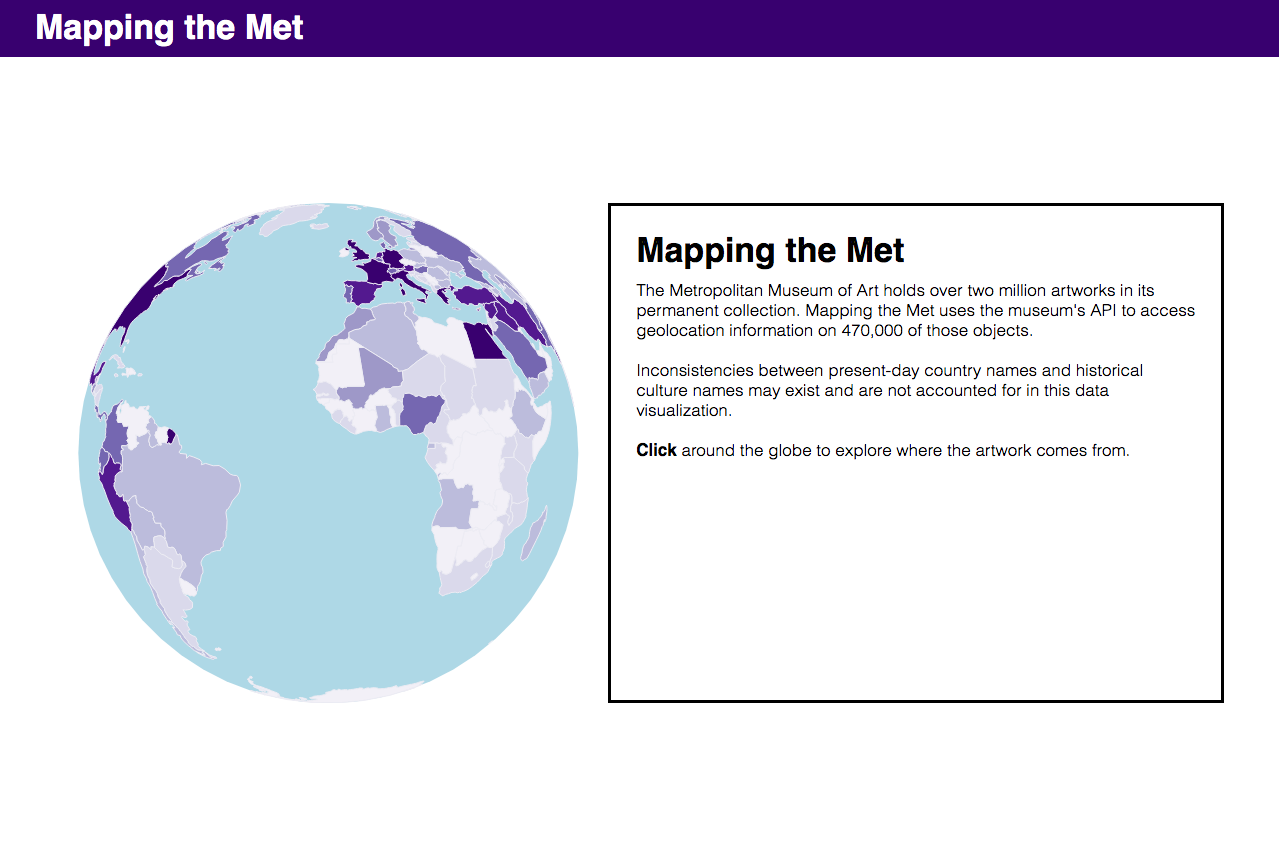 Mapping the Met
Mapping the Met
The Metropolitan Museum of Art holds over two million artworks in its
permanent collection. Mapping the Met uses the museum's API to access
geolocation information on 470,000 of those objects.
Inconsistencies between present-day country names and historical
culture names may exist and are not accounted for in this data
visualization.
Click around the globe to explore where the artwork comes from.